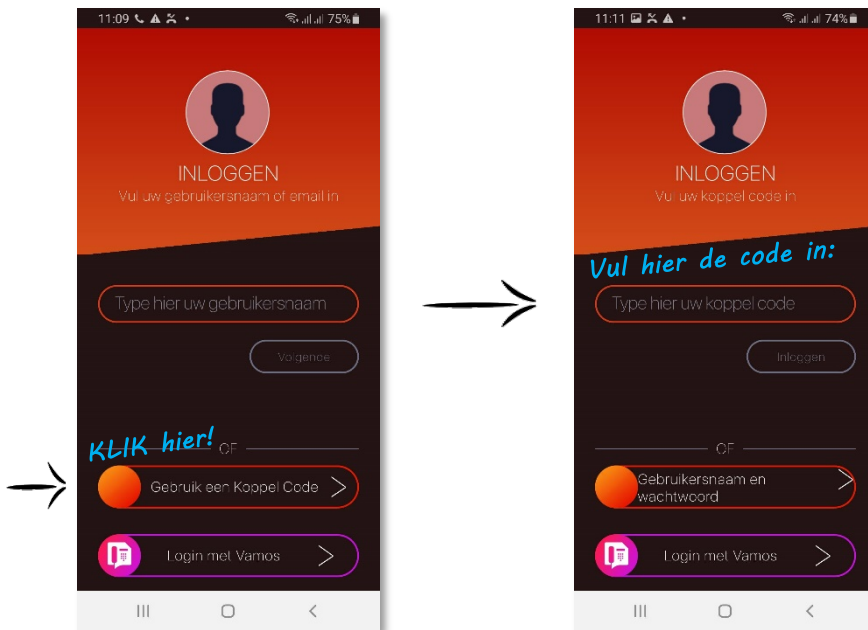 11:09
75%
INLOGGEN
Vul uw gebruikersnaam of email in
Type hier uw gebruikersnaam
Volgende
KLIK hier!
OF
Gebruik een Koppel Code
Login met Vamos
11:11
74%
INLOGGEN
Vul uw koppel code in
Vul hier de code in:
Type hier uw koppel code
Inloggen
OF
Gebruikersnaam en
wachtwoord
Login met Vamos